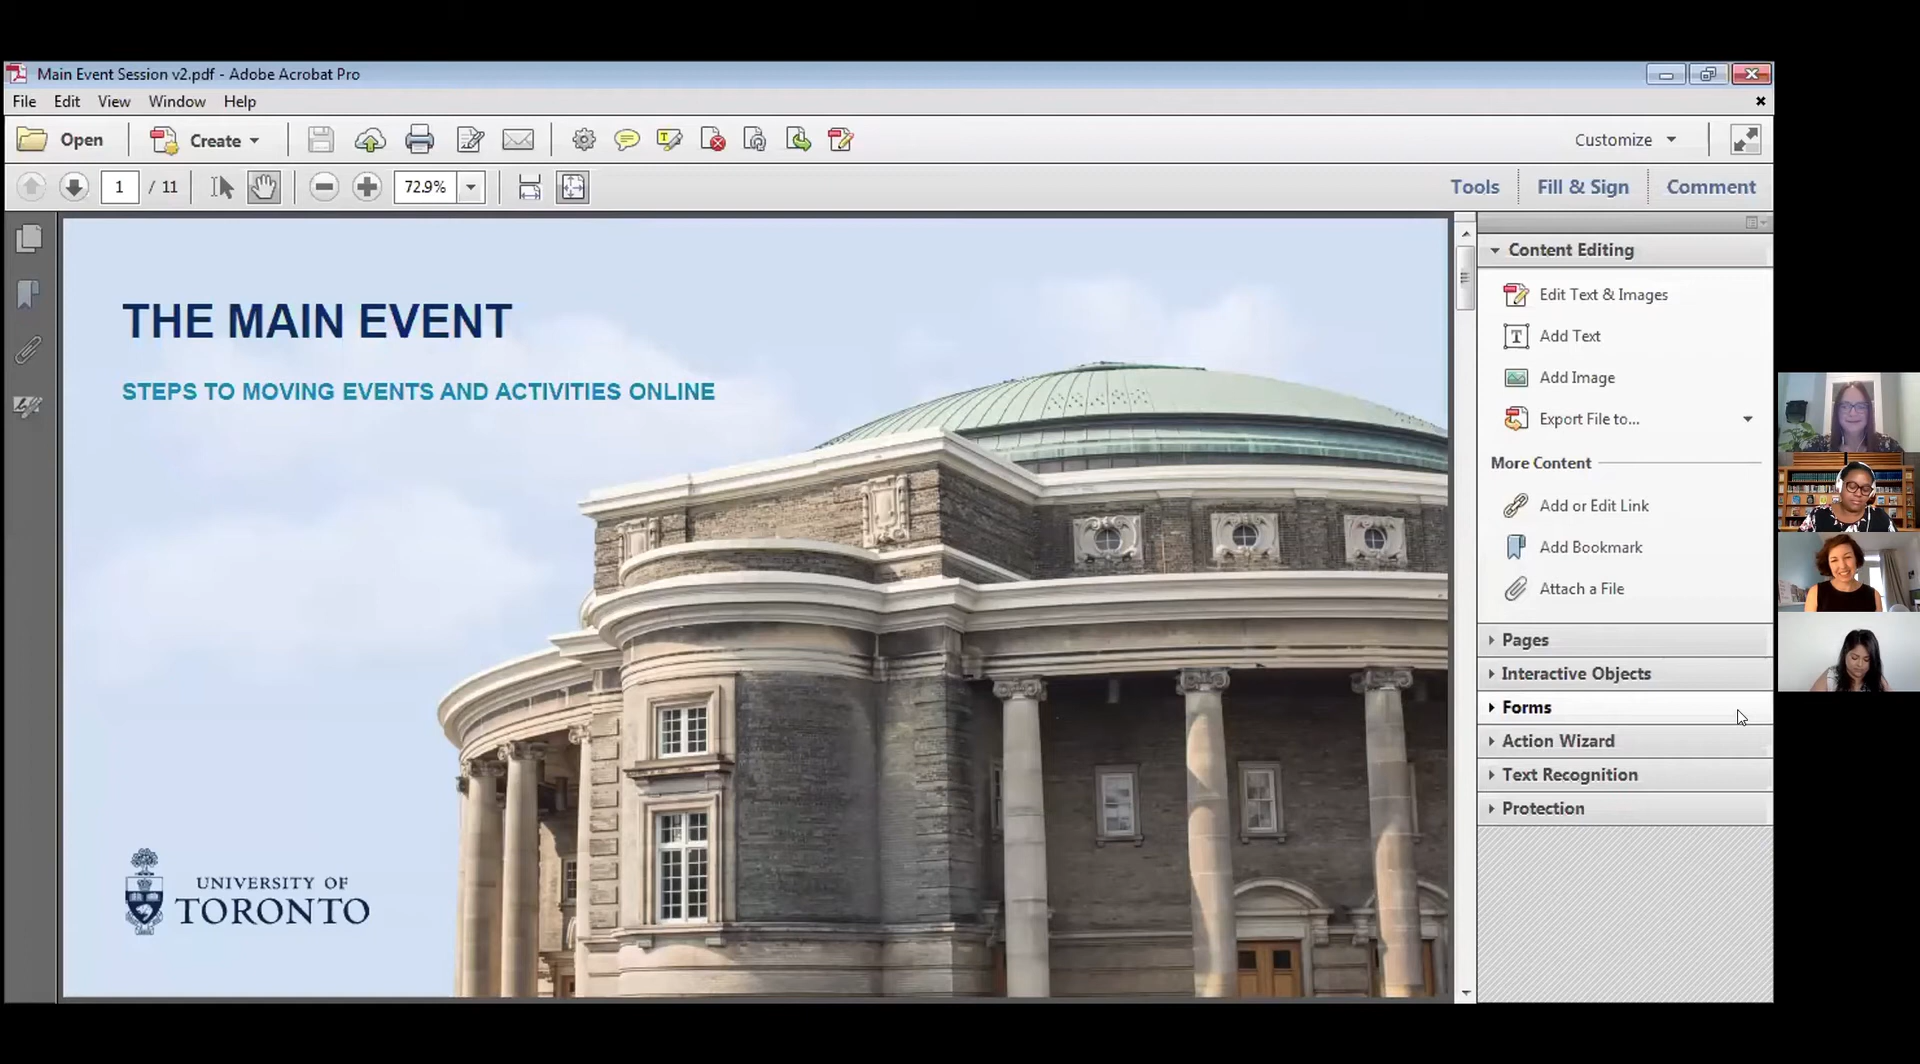 Main Event Session v2.pdf - Adobe Acrobat Pro
File Edit View Window Help
Open Create Customize
1 / 11 72.9% Tools Fill & Sign Comment
THE MAIN EVENT
STEPS TO MOVING EVENTS AND ACTIVITIES ONLINE
UNIVERSITY OF
TORONTO
Content Editing
Edit Text & Images
Add Text
Add Image
Export File to...
More Content
Add or Edit Link
Add Bookmark
Attach a File
Pages
Interactive Objects
Forms
Action Wizard
Text Recognition
Protection